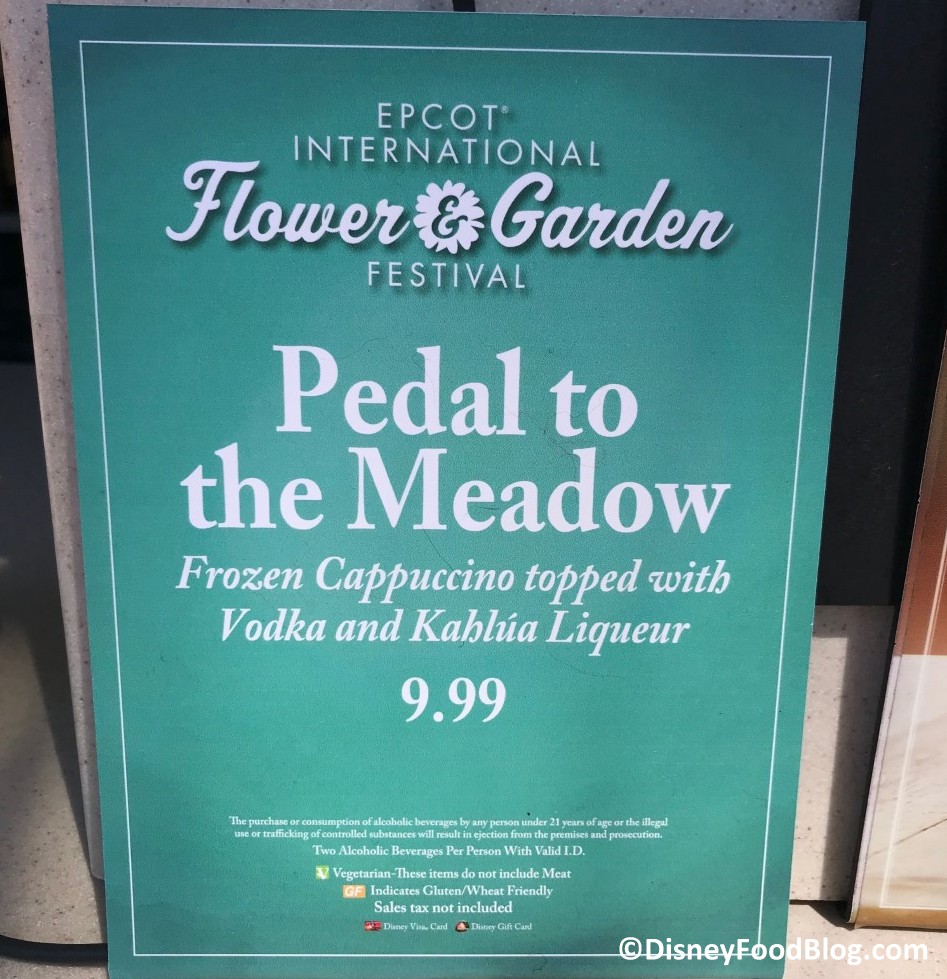 EPCOT®
INTERNATIONAL
Flower & Garden
FESTIVAL
Pedal to
the Meadow
Frozen Cappuccino topped with
Vodka and Kahlúa Liqueur
9.99
The purchase or consumption of alcoholic beverages by any person under 21 years of age or the illegal
use or trafficking of controlled substances will result in ejection from the premises and prosecution.
Two Alcoholic Beverages Per Person With Valid I.D.
V Vegetarian-These items do not include Meat
GF Indicates Gluten/Wheat Friendly
Sales tax not included
Disney Visa® Card Disney Gift Card
©DisneyFoodBlog.com